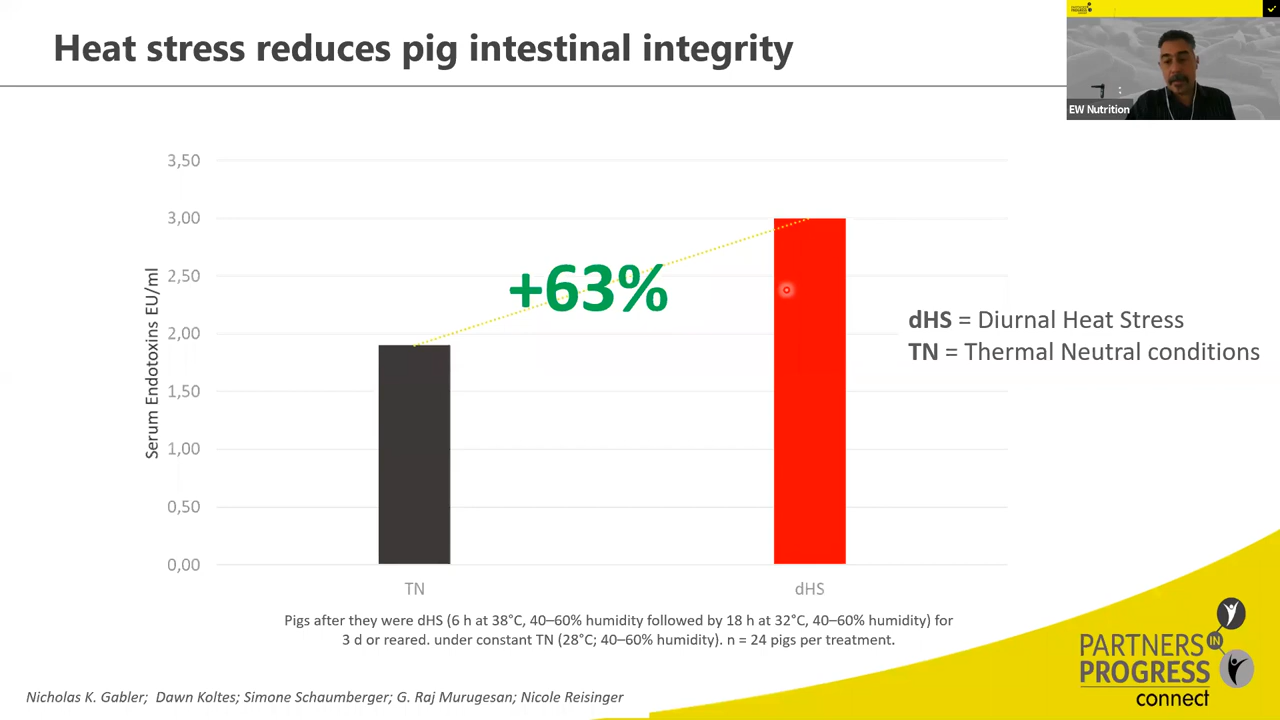 Heat stress reduces pig intestinal integrity
EW Nutrition
3,50
3,00
2,50
2,00
1,50
1,00
0,50
0,00
Serum Endotoxins EU/ml
+63%
TN
dHS
dHS = Diurnal Heat Stress
TN = Thermal Neutral conditions
Pigs after they were dHS (6 h at 38°C, 40–60% humidity followed by 18 h at 32°C, 40–60% humidity) for
3 d or reared. under constant TN (28°C; 40–60% humidity). n = 24 pigs per treatment.
Nicholas K. Gabler; Dawn Koltes; Simone Schaumberger; G. Raj Murugesan; Nicole Reisinger
PARTNERS IN
PROGRESS
connect